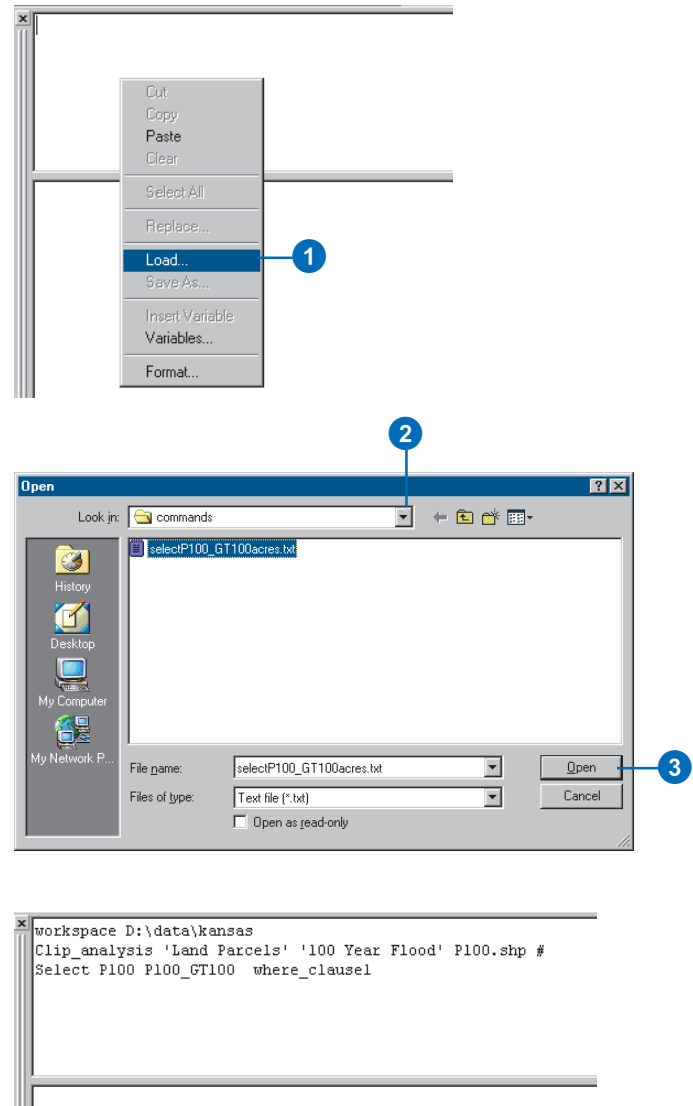 Cut
Copy
Paste
Clear
Select All
Replace...
Load...
1
Save As...
Insert Variable
Variables...
Format...
2
Open
Look in:
commands
selectP100_GT100acres.txt
History
Desktop
My Computer
My Network P...
File name:
selectP100_GT100acres.txt
Open
3
Files of type:
Text file (*.txt)
Cancel
Open as read-only
workspace D:\data\kansas
Clip_analysis 'Land Parcels' '100 Year Flood' P100.shp #
Select P100 P100_GT100  where_clause1